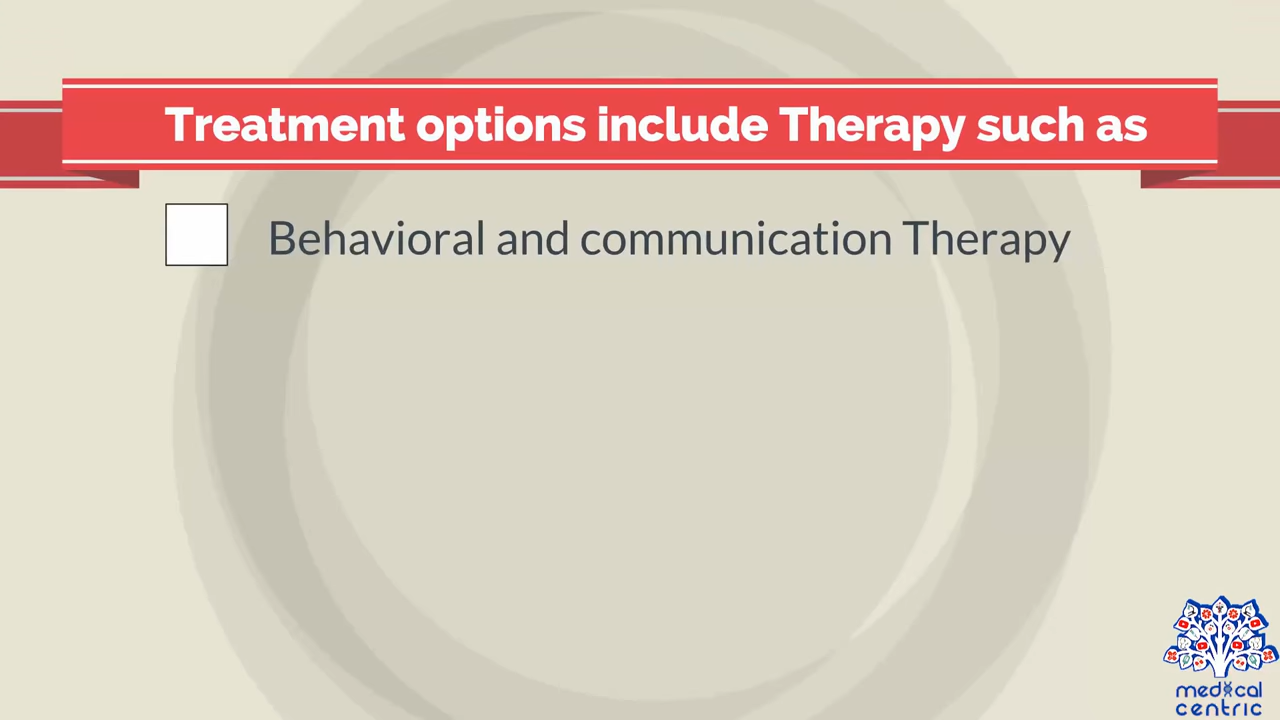 Treatment options include Therapy such as
Behavioral and communication Therapy
medical
centric